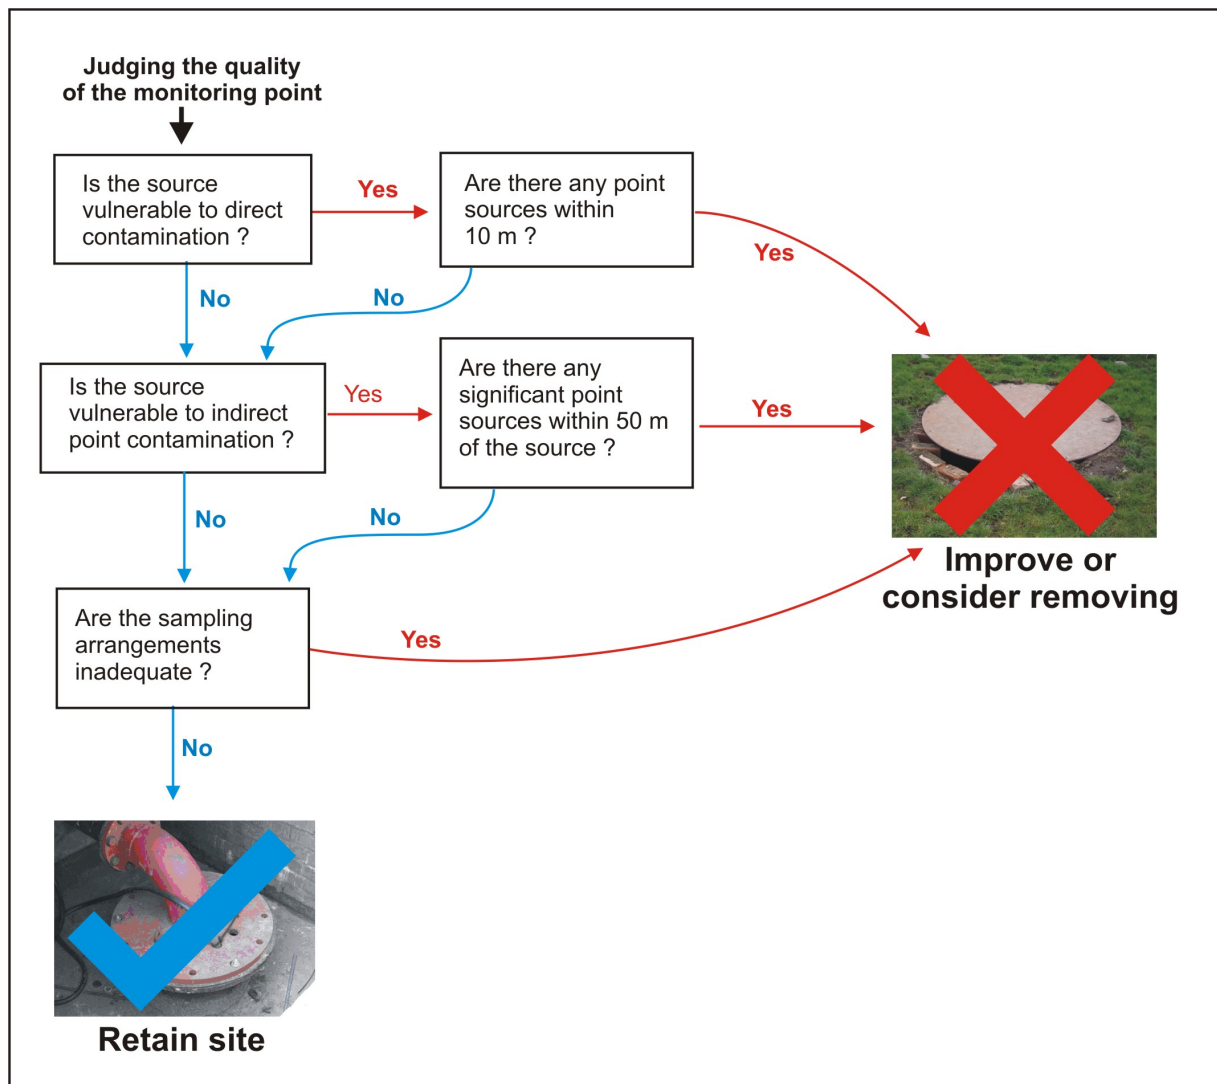 Judging the quality
of the monitoring point
Is the source
vulnerable to direct
contamination ?
Yes
Are there any point
sources within
10 m ?
Yes
No
No
Is the source
vulnerable to indirect
point contamination ?
Yes
Are there any
significant point
sources within 50 m
of the source ?
Yes
No
No
Improve or
consider removing
Are the sampling
arrangements
inadequate ?
Yes
No
Retain site